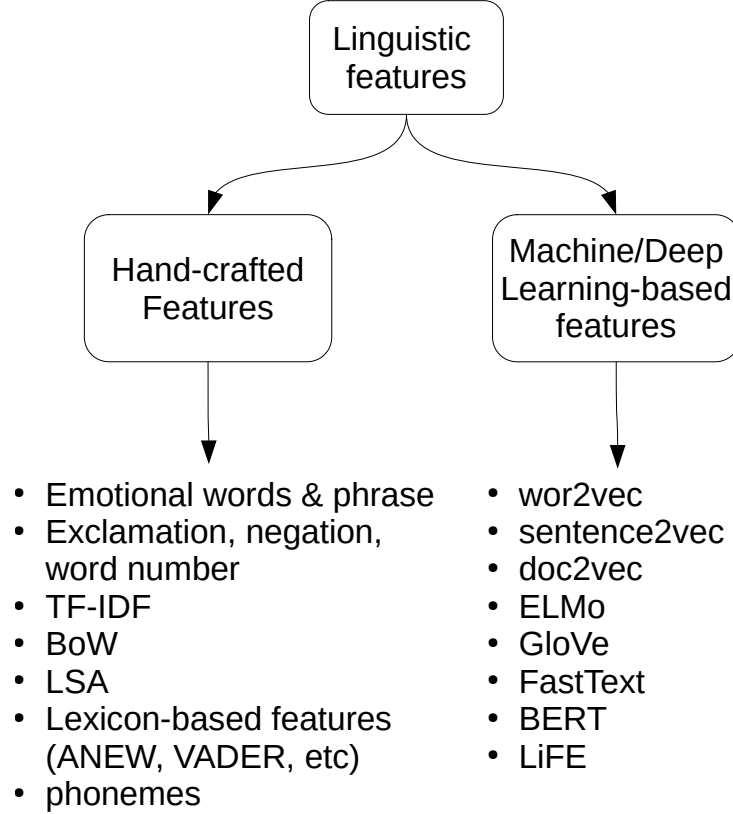 Linguistic
features
Hand-crafted
Features
Machine/Deep
Learning-based
features
• Emotional words & phrase
• Exclamation, negation,
word number
• TF-IDF
• BoW
• LSA
• Lexicon-based features
(ANEW, VADER, etc)
• phonemes
• wor2vec
• sentence2vec
• doc2vec
• ELMo
• GloVe
• FastText
• BERT
• LiFE